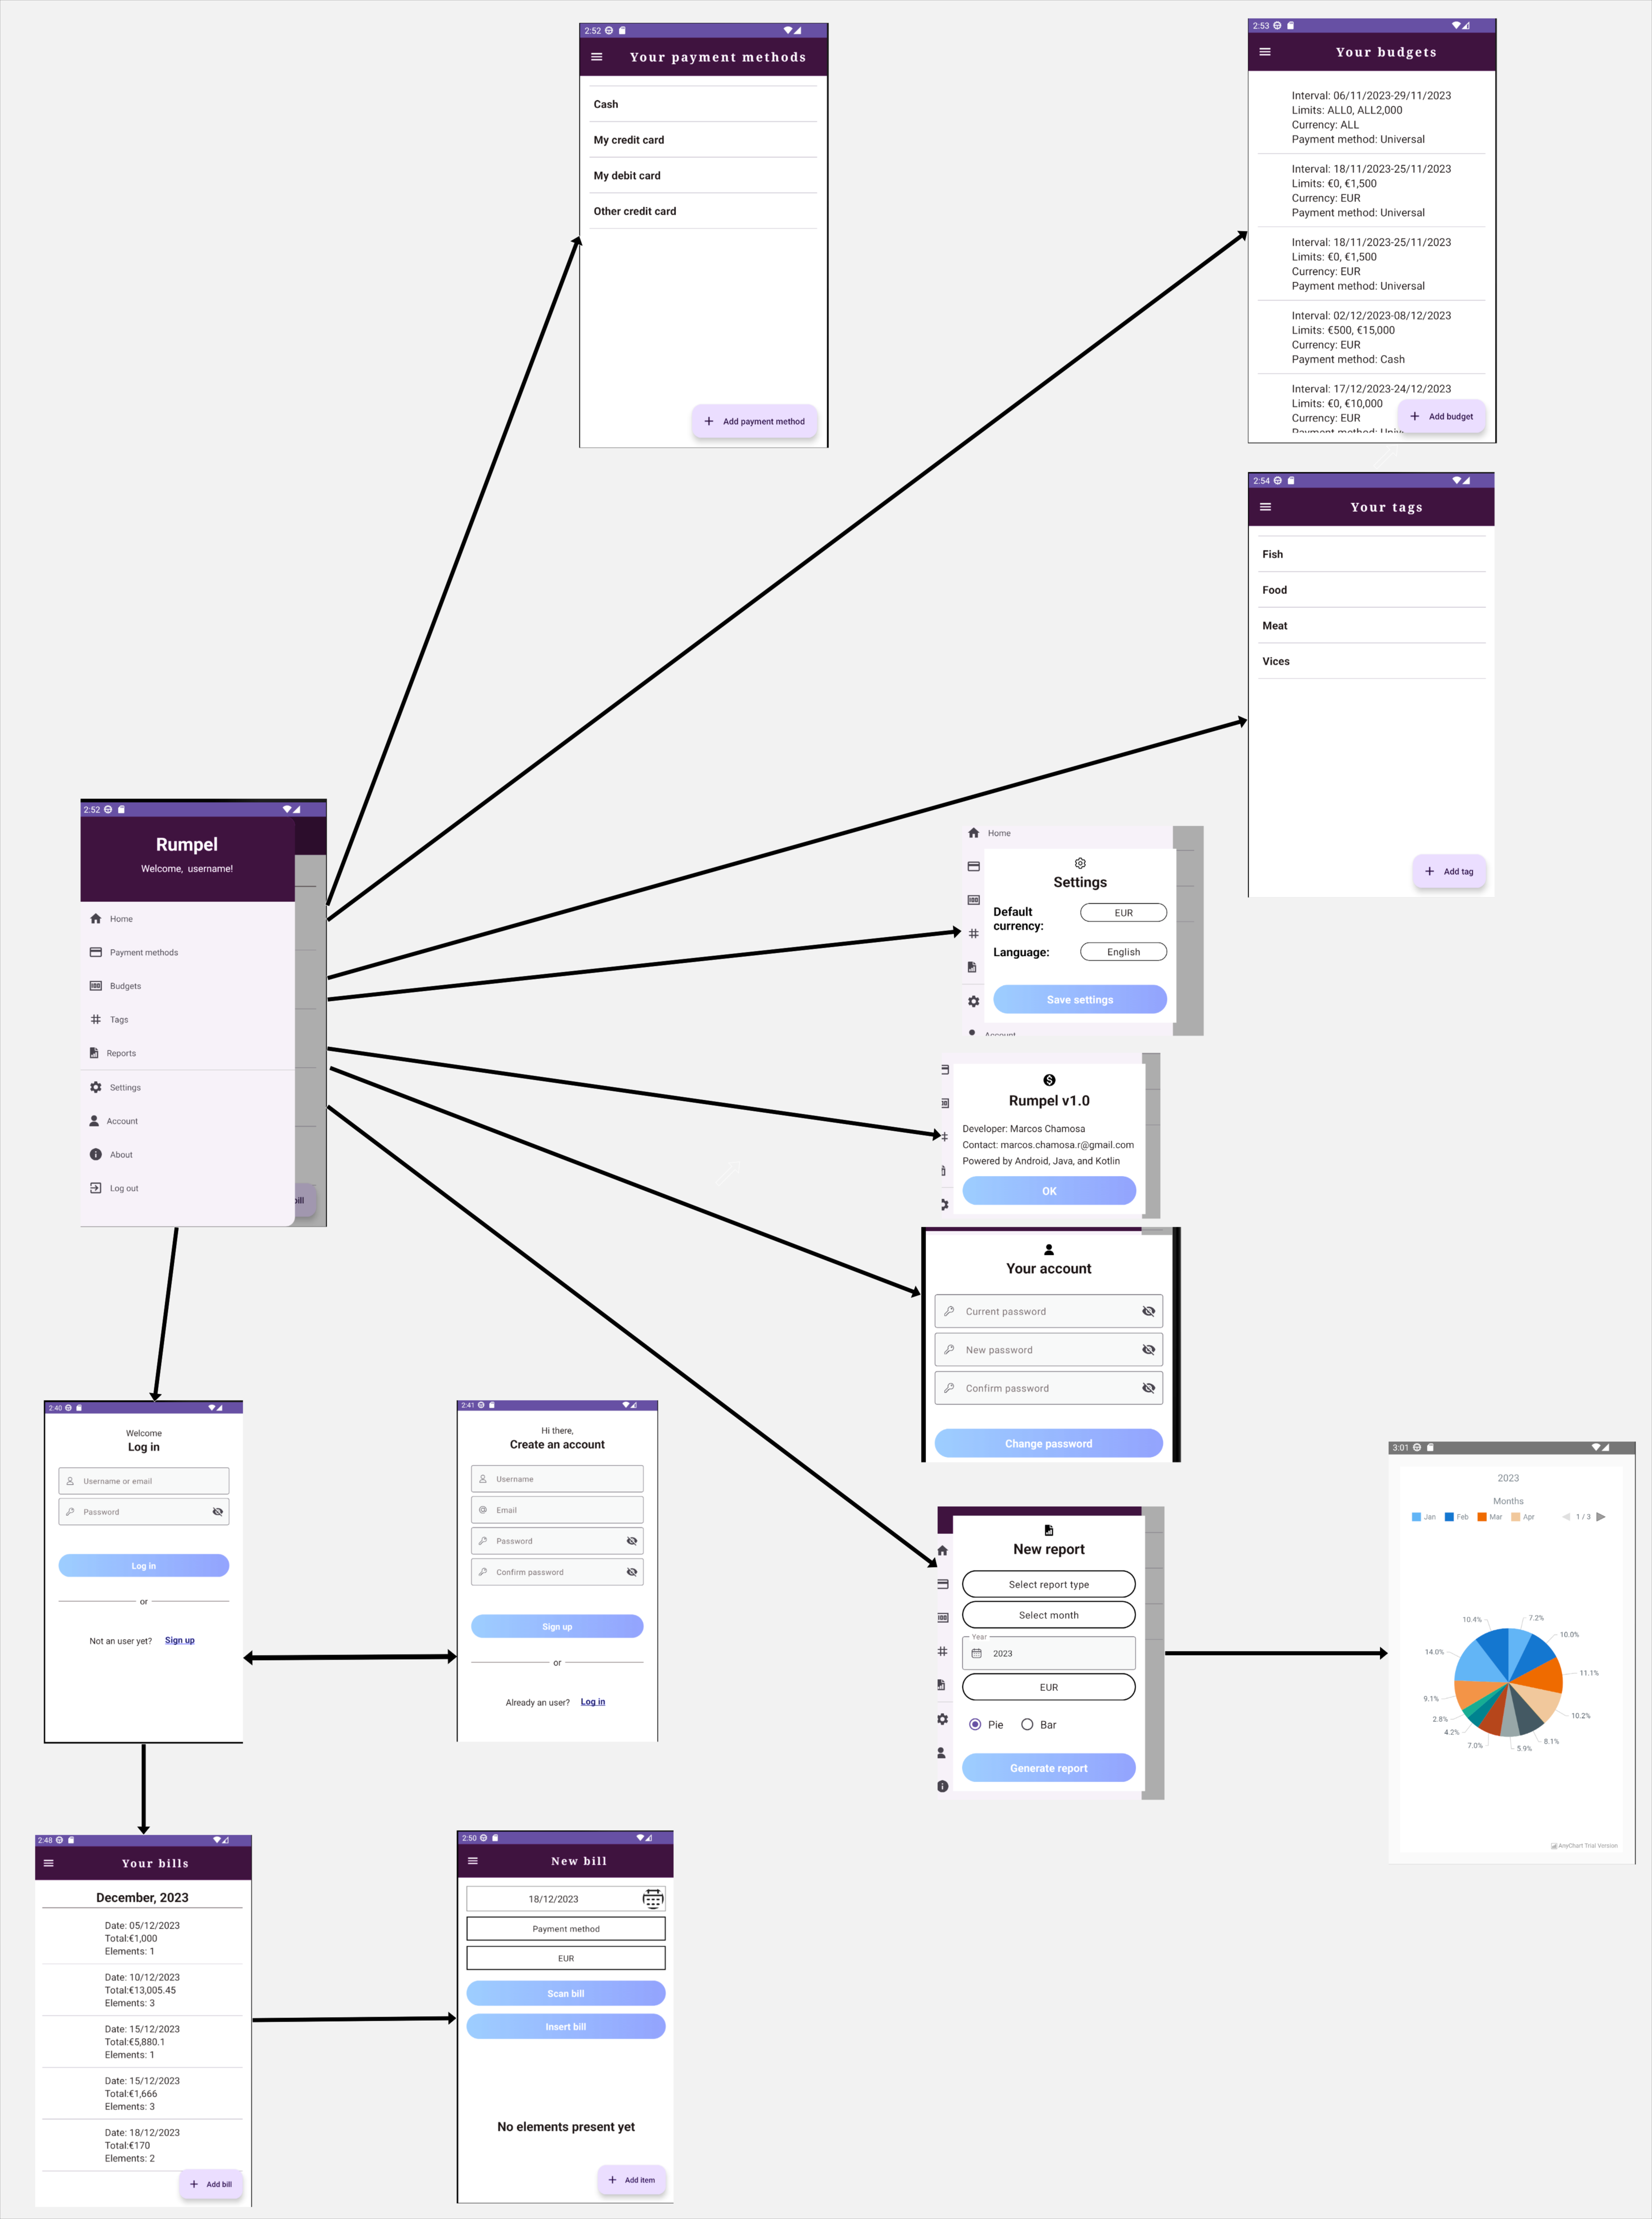 2:52
Your payment methods
Cash
My credit card
My debit card
Other credit card
Add payment method
2:53
Your budgets
Interval: 06/11/2023-29/11/2023
Limits: ALL0, ALL2,000
Currency: ALL
Payment method: Universal
Interval: 18/11/2023-25/11/2023
Limits: €0, €1,500
Currency: EUR
Payment method: Universal
Interval: 18/11/2023-25/11/2023
Limits: €0, €1,500
Currency: EUR
Payment method: Universal
Interval: 02/12/2023-08/12/2023
Limits: €500, €15,000
Currency: EUR
Payment method: Cash
Interval: 17/12/2023-24/12/2023
Limits: €0, €10,000
Currency: EUR
Payment method:
Add budget
2:54
Your tags
Fish
Food
Meat
Vices
Add tag
2:52
Rumpel
Welcome, username!
Home
Payment methods
Budgets
Tags
Reports
Settings
Account
About
Log out
bill
Home
Settings
Default
currency:
EUR
Language:
English
Save settings
Account
Rumpel v1.0
Developer: Marcos Chamosa
Contact: marcos.chamosa.r@gmail.com
Powered by Android, Java, and Kotlin
OK
Your account
Current password
New password
Confirm password
Change password
2:40
Welcome
Log in
Username or email
Password
Log in
or
Not an user yet? Sign up
2:41
Hi there,
Create an account
Username
Email
Password
Confirm password
Sign up
or
Already an user? Log in
New report
Select report type
Select month
Year
2023
EUR
Pie
Bar
Generate report
3:01
2023
Months
Jan Feb Mar Apr 1 / 3
10.4%
7.2%
10.0%
14.0%
11.1%
9.1%
10.2%
2.8%
4.2%
8.1%
7.0%
5.9%
AnyChart Trial Version
2:48
Your bills
December, 2023
Date: 05/12/2023
Total:€1,000
Elements: 1
Date: 10/12/2023
Total:€13,005.45
Elements: 3
Date: 15/12/2023
Total:€5,880.1
Elements: 1
Date: 15/12/2023
Total:€1,666
Elements: 3
Date: 18/12/2023
Total:€170
Elements: 2
Add bill
2:50
New bill
18/12/2023
Payment method
EUR
Scan bill
Insert bill
No elements present yet
Add item